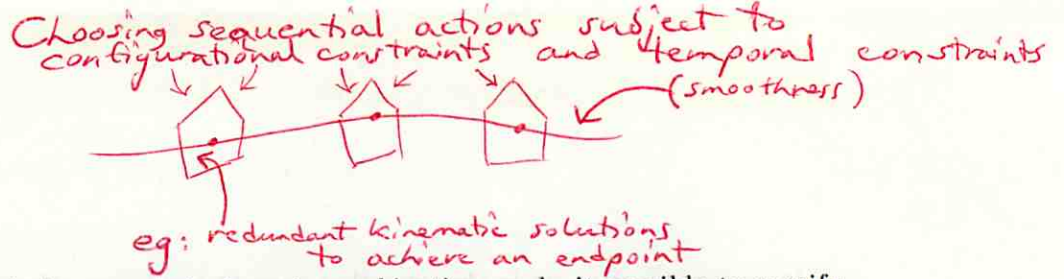 Choosing sequential actions subject to
configurational constraints and temporal constraints
(smoothness)
eg: redundant kinematic solutions
to achieve an endpoint